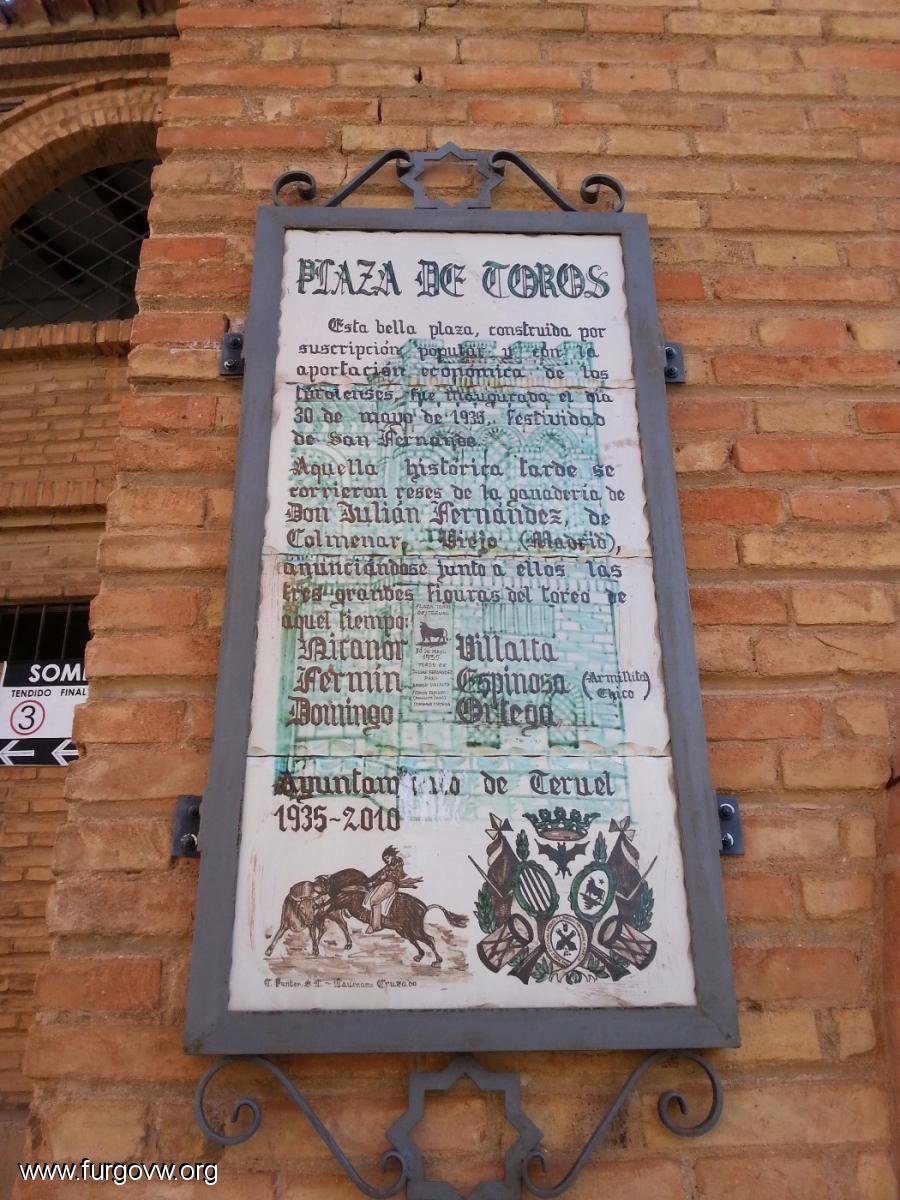 PLAZA DE TOROS
Esta bella plaza, construida por
suscripción popular y con la
aportación económica de los
turolenses, fue inaugurada el día
30 de mayo de 1935, festividad
de San Fernando.
Aquella histórica tarde se
corrieron reses de la ganadería de
Don Julián Fernández, de
Colmenar Viejo (Madrid),
anunciándose junto a ellos las
tres grandes figuras del toreo de
aquel tiempo:
Nicanor Villalta
Fermín Espinosa (Armillita)
Chico
Domingo Ortega
Ayuntamiento de Teruel
1935-2010
SOM
TENDIDO FINAL
3
www.furgovw.org